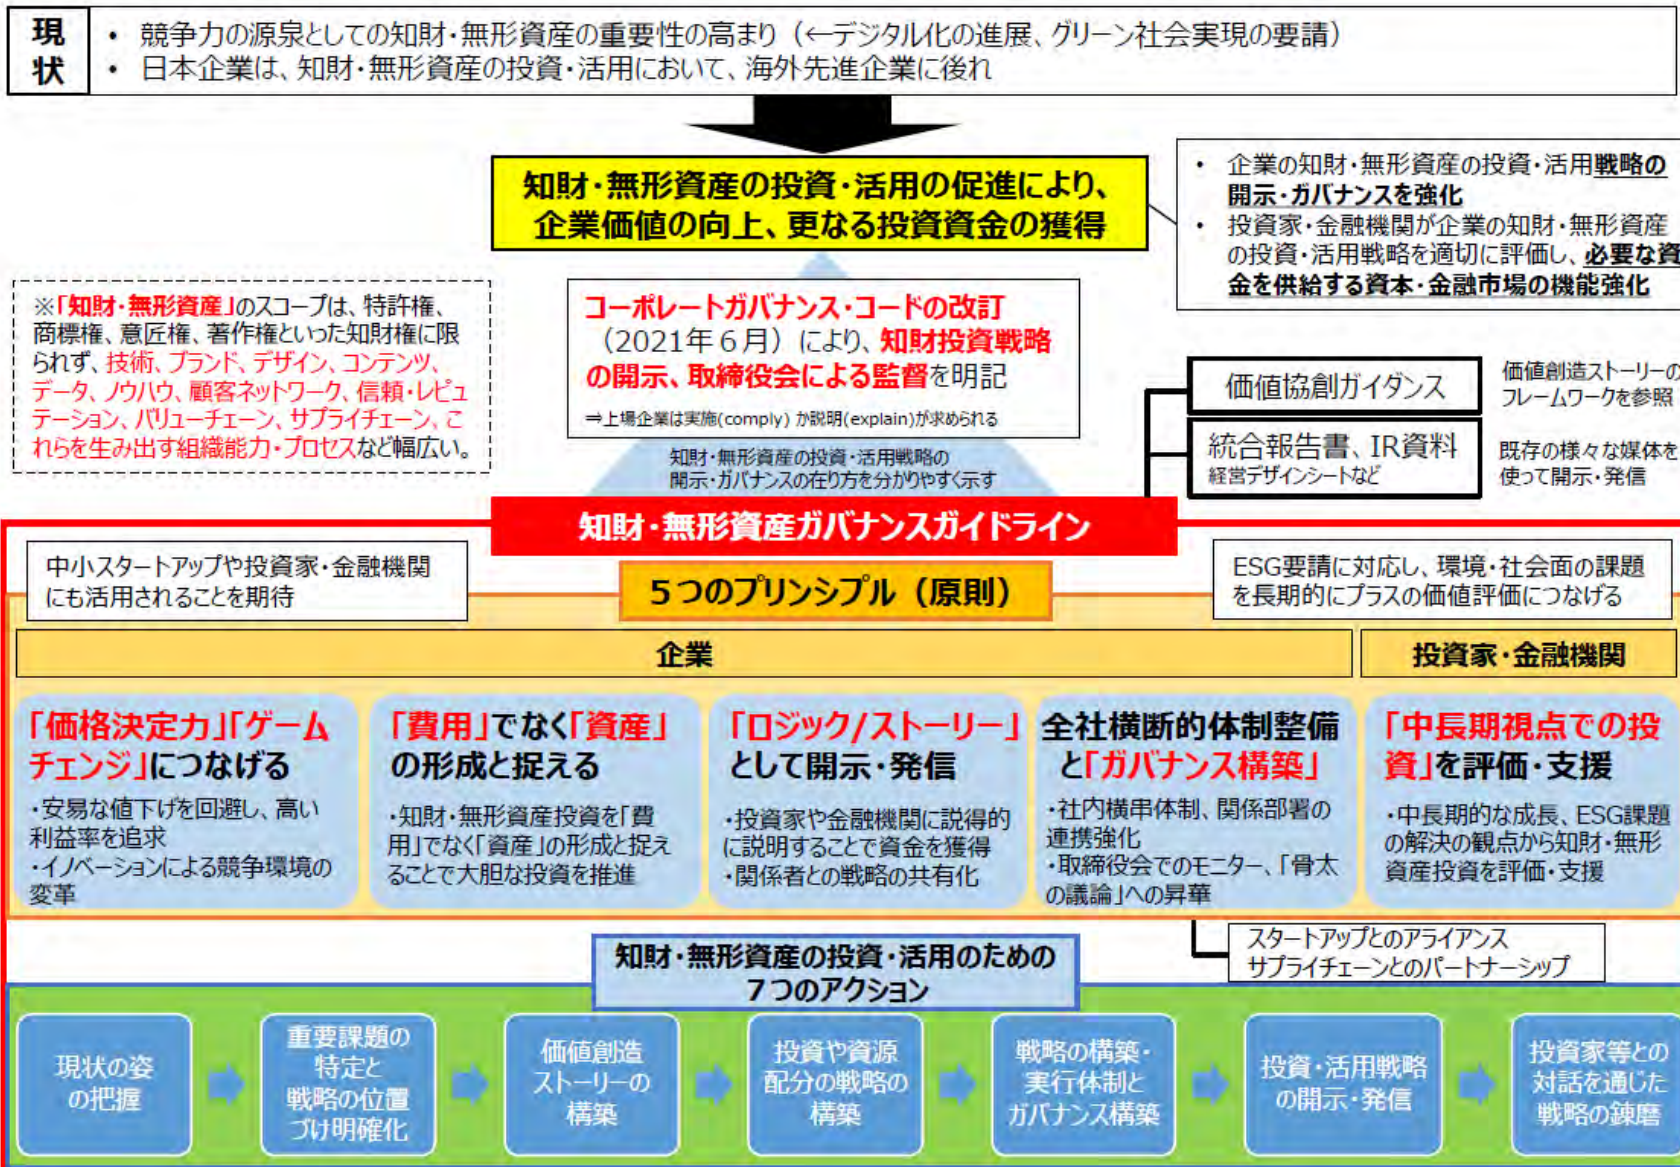 現
状
・ 競争力の源泉としての知財・無形資産の重要性の高まり（←デジタル化の進展、グリーン社会実現の要請）
・ 日本企業は、知財・無形資産の投資・活用において、海外先進企業に後れ
知財・無形資産の投資・活用の促進により、
企業価値の向上、更なる投資資金の獲得
・ 企業の知財・無形資産の投資・活用戦略の
開示・ガバナンスを強化
・ 投資家・金融機関が企業の知財・無形資産
の投資・活用戦略を適切に評価し、必要な資
金を供給する資本・金融市場の機能強化
※「知財・無形資産」のスコープは、特許権、
商標権、意匠権、著作権といった知財権に限
られず、技術、ブランド、デザイン、コンテンツ、
データ、ノウハウ、顧客ネットワーク、信頼・レピュ
テーション、バリューチェーン、サプライチェーン、こ
れらを生み出す組織能力・プロセスなど幅広い。
コーポレートガバナンス・コードの改訂
（2021年６月）により、知財投資戦略
の開示、取締役会による監督を明記
⇒上場企業は実施(comply) か説明(explain)が求められる
知財・無形資産の投資・活用戦略の
開示・ガバナンスの在り方を分かりやすく示す
価値協創ガイダンス
価値創造ストーリーの
フレームワークを参照
統合報告書、IR資料
経営デザインシートなど
既存の様々な媒体を
使って開示・発信
知財・無形資産ガバナンスガイドライン
中小スタートアップや投資家・金融機関
にも活用されることを期待
５つのプリンシプル（原則）
ESG要請に対応し、環境・社会面の課題
を長期的にプラスの価値評価につなげる
企業
投資家・金融機関
「価格決定力」「ゲーム
チェンジ」につなげる
・安易な値下げを回避し、高い
利益率を追求
・イノベーションによる競争環境の
変革
「費用」でなく「資産」
の形成と捉える
・知財・無形資産投資を「費
用」でなく「資産」の形成と捉え
ることで大胆な投資を推進
「ロジック/ストーリー」
として開示・発信
・投資家や金融機関に説得的
に説明することで資金を獲得
・関係者との戦略の共有化
全社横断的体制整備
と「ガバナンス構築」
・社内横串体制、関係部署の
連携強化
・取締役会でのモニター、「骨太
の議論」への昇華
「中長期視点での投
資」を評価・支援
・中長期的な成長、ESG課題
の解決の観点から知財・無形
資産投資を評価・支援
スタートアップとのアライアンス
サプライチェーンとのパートナーシップ
知財・無形資産の投資・活用のための
７つのアクション
現状の姿
の把握
重要課題の
特定と
戦略の位置
づけ明確化
価値創造
ストーリーの
構築
投資や資源
配分の戦略の
構築
戦略の構築・
実行体制と
ガバナンス構築
投資・活用戦略
の開示・発信
投資家等との
対話を通じた
戦略の錬磨